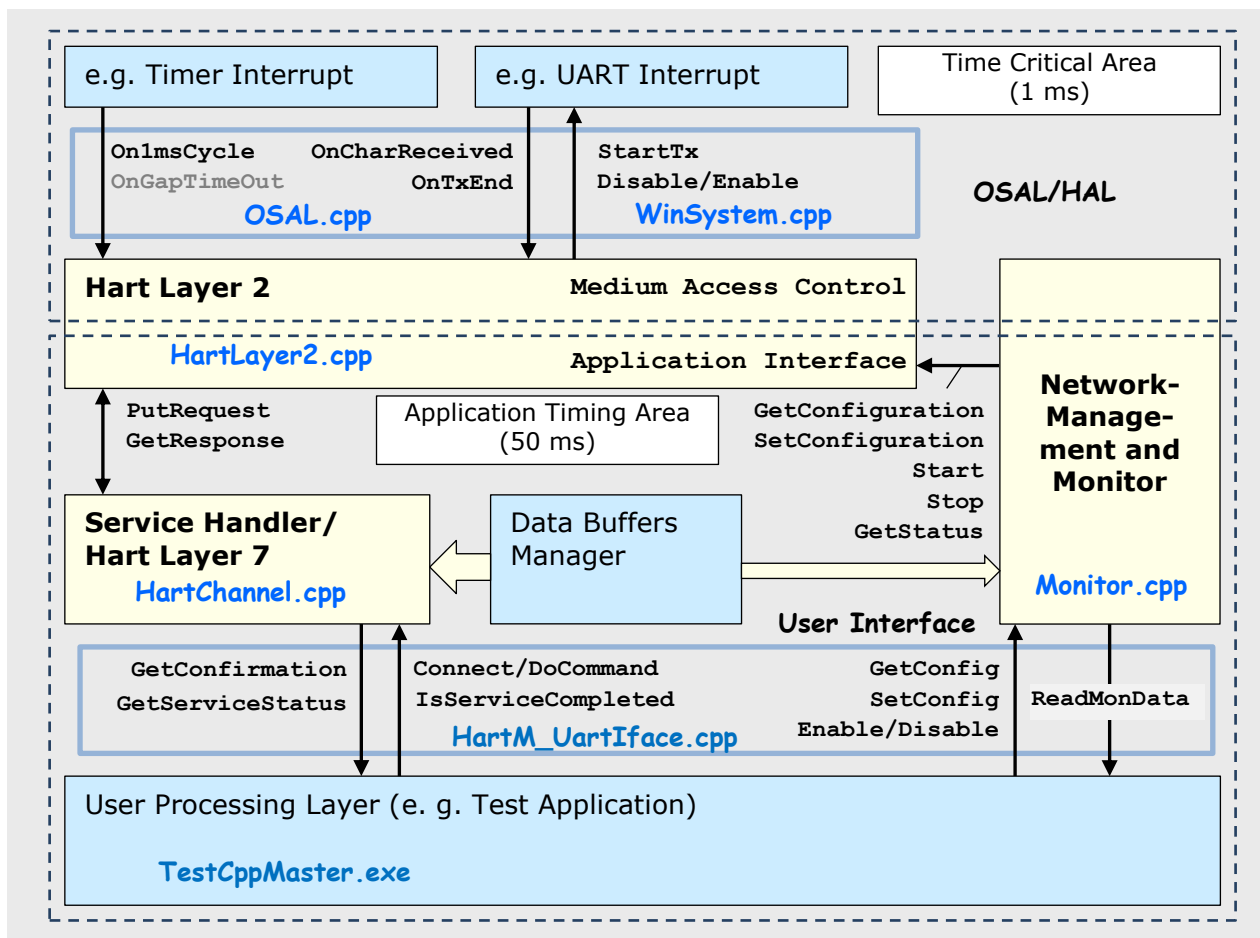 e.g. Timer Interrupt
e.g. UART Interrupt
Time Critical Area
(1 ms)
On1msCycle
OnGapTimeOut
OnCharReceived
OnTxEnd
StartTx
Disable/Enable
OSAL.cpp
WinSystem.cpp
OSAL/HAL
Hart Layer 2
Medium Access Control
HartLayer2.cpp
Application Interface
PutRequest
GetResponse
Application Timing Area
(50 ms)
GetConfiguration
SetConfiguration
Start
Stop
GetStatus
Network-
Manage-
ment and
Monitor
Monitor.cpp
Service Handler/
Hart Layer 7
HartChannel.cpp
Data Buffers
Manager
User Interface
GetConfirmation
GetServiceStatus
Connect/DoCommand
IsServiceCompleted
HartM_UartIface.cpp
GetConfig
SetConfig
Enable/Disable
ReadMonData
User Processing Layer (e. g. Test Application)
TestCppMaster.exe